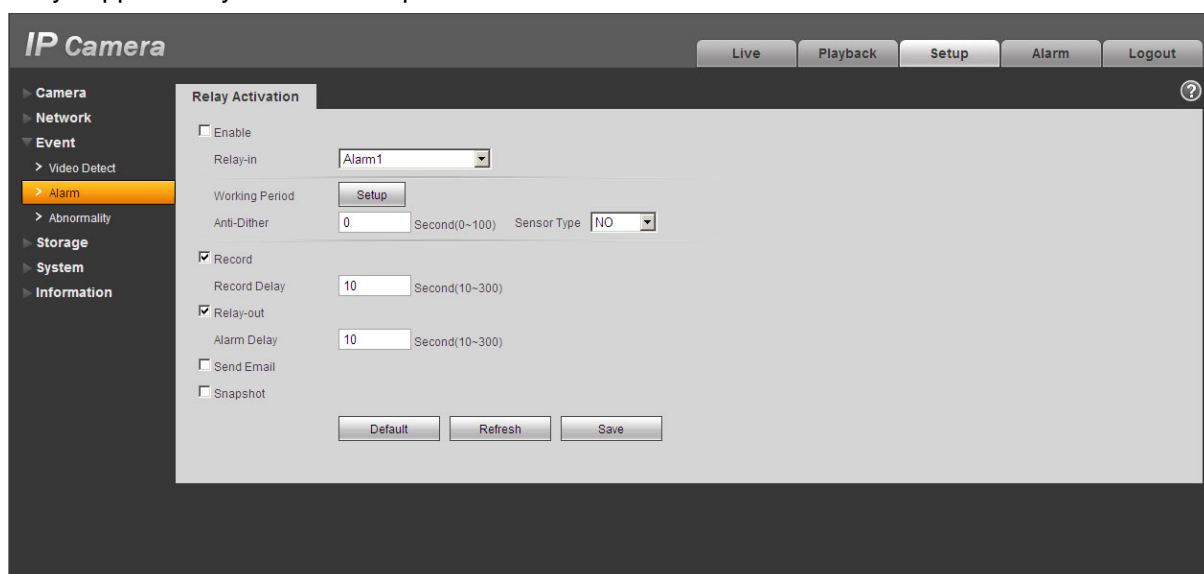 IP Camera
Live Playback Setup Alarm Logout
Camera
Network
Event
> Video Detect
> Alarm
> Abnormality
Storage
System
Information
Relay Activation
?
Enable
Relay-in Alarm1
Working Period Setup
Anti-Dither 0 Second(0~100) Sensor Type NO
Record
Record Delay 10 Second(10~300)
Relay-out
Alarm Delay 10 Second(10~300)
Send Email
Snapshot
Default Refresh Save